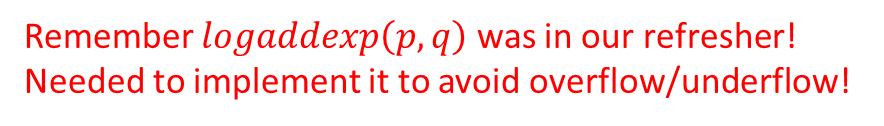 Remember logaddexp(p, q) was in our refresher!
Needed to implement it to avoid overflow/underflow!